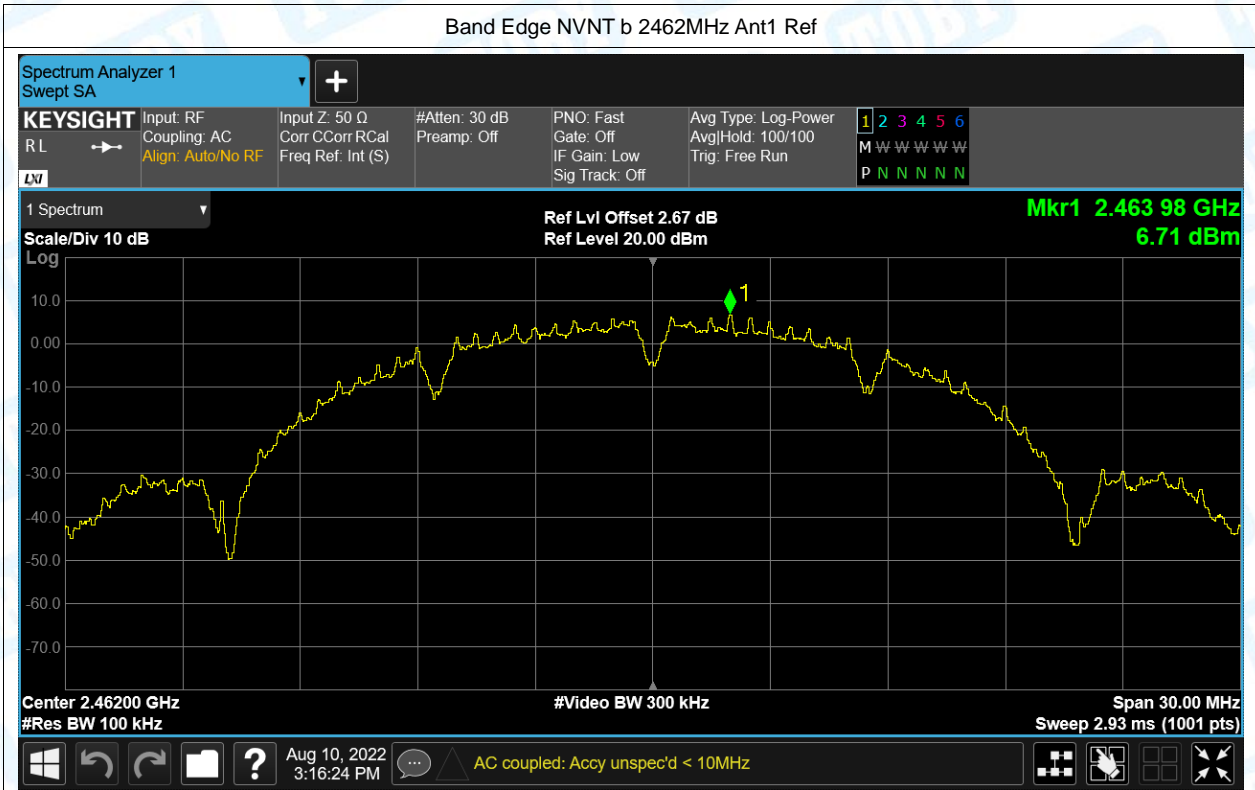 Band Edge NVNT b 2462MHz Ant1 Ref
Spectrum Analyzer 1
Swept SA
+
KEYSIGHT
RL
LXI
Input: RF
Coupling: AC
Align: Auto/No RF
Input Z: 50 Ω
Corr CCorr RCal
Freq Ref: Int (S)
#Atten: 30 dB
Preamp: Off
PNO: Fast
Gate: Off
IF Gain: Low
Sig Track: Off
Avg Type: Log-Power
Avg|Hold: 100/100
Trig: Free Run
1 2 3 4 5 6
M W W W W W
P N N N N N
1 Spectrum
Scale/Div 10 dB
Log
Ref Lvl Offset 2.67 dB
Ref Level 20.00 dBm
Mkr1 2.463 98 GHz
6.71 dBm
1
10.0
0.00
-10.0
-20.0
-30.0
-40.0
-50.0
-60.0
-70.0
Center 2.46200 GHz
#Res BW 100 kHz
#Video BW 300 kHz
Span 30.00 MHz
Sweep 2.93 ms (1001 pts)
?
Aug 10, 2022
3:16:24 PM
AC coupled: Accy unspec'd < 10MHz